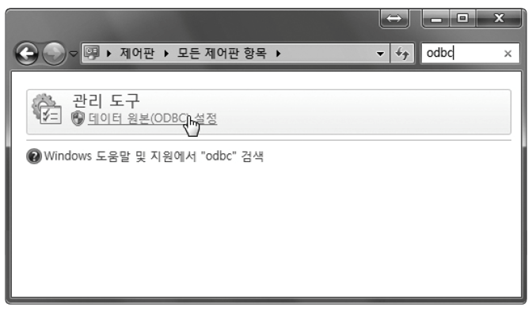 제어판 ▸ 모든 제어판 항목 ▸
odbc
관리 도구
데이터 원본(ODBC) 설정
Windows 도움말 및 지원에서 "odbc" 검색